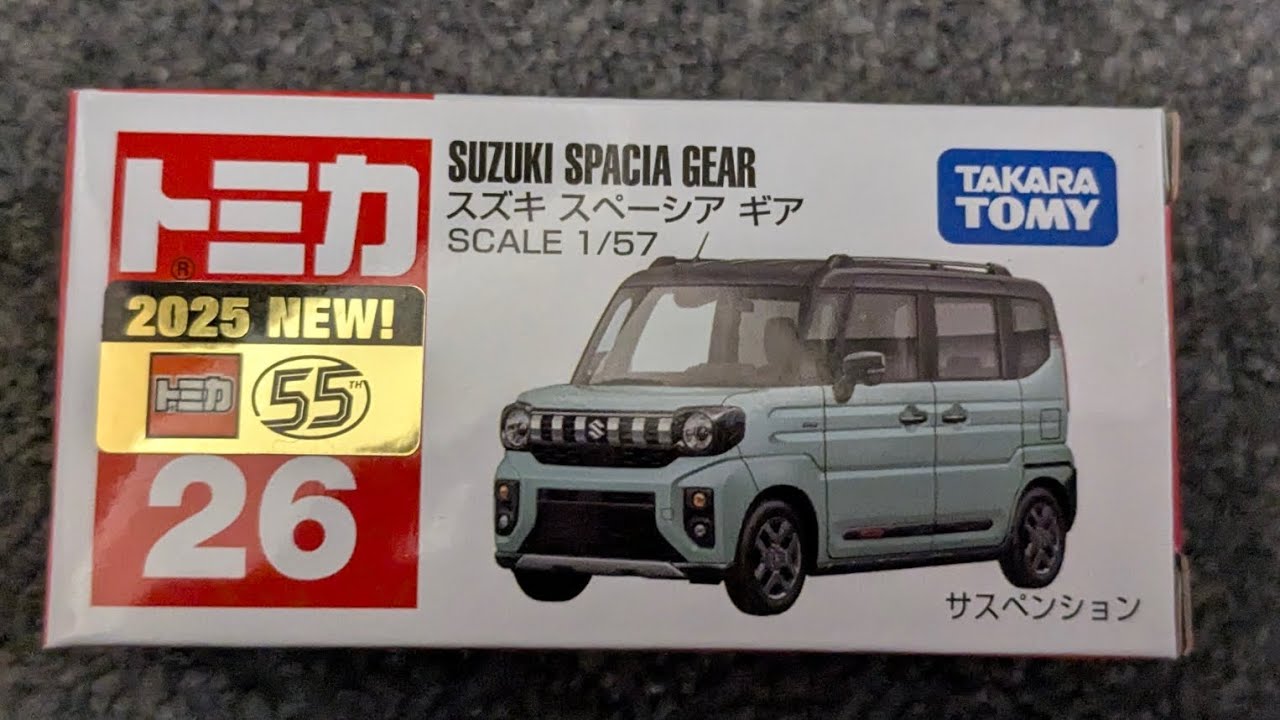 トミカ
®
2025 NEW!
トミカ
55TH
26
SUZUKI SPACIA GEAR
スズキ スペーシア ギア
SCALE 1/57
TAKARA
TOMY
サスペンション